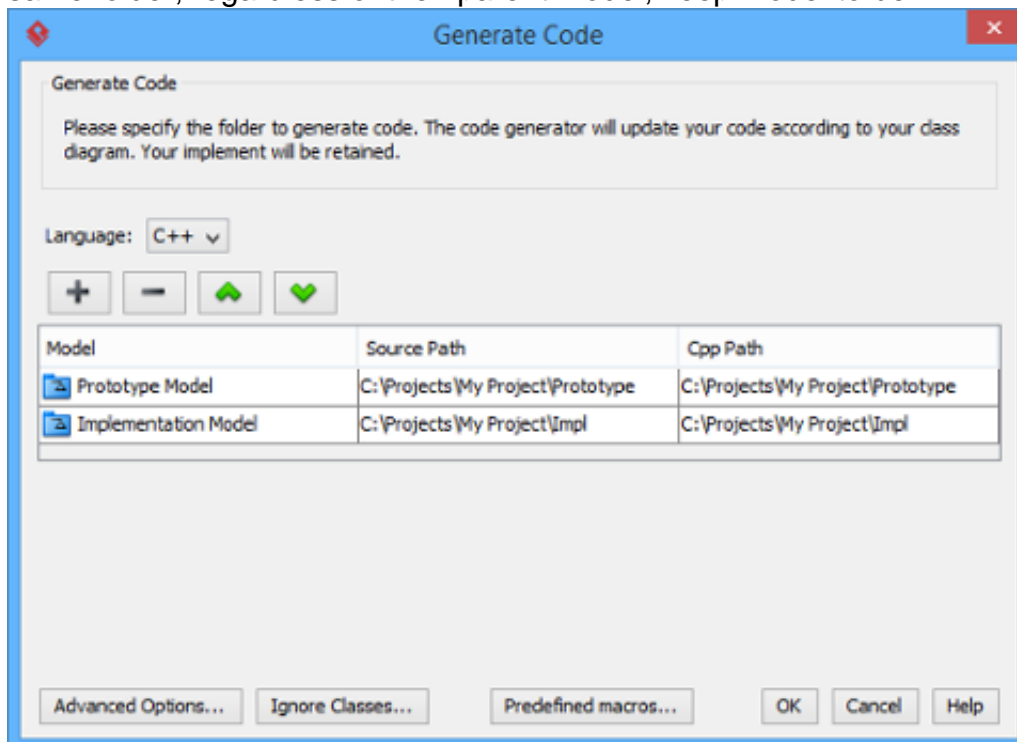 Generate Code
Generate Code
Please specify the folder to generate code. The code generator will update your code according to your class
diagram. Your implement will be retained.
Language: C++
Model Source Path Cpp Path
Prototype Model C:\Projects\My Project\Prototype C:\Projects\My Project\Prototype
Implementation Model C:\Projects\My Project\Impl C:\Projects\My Project\Impl
Advanced Options... Ignore Classes... Predefined macros... OK Cancel Help